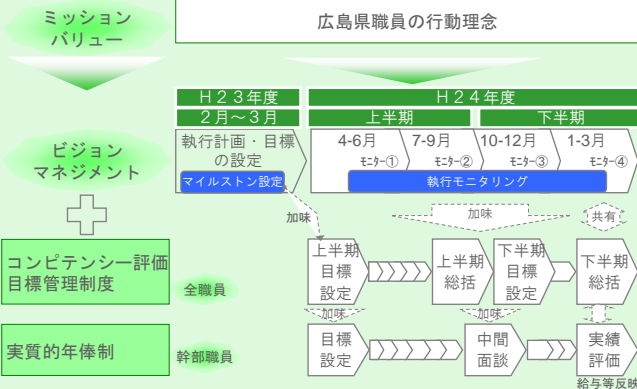 ミッション
バリュー
広島県職員の行動理念
H23年度
H24年度
2月～3月
上半期
下半期
ビジョン
マネジメント
執行計画・目標
の設定
マイルストン設定
4-6月
ﾓﾆﾀｰ①
7-9月
ﾓﾆﾀｰ②
10-12月
ﾓﾆﾀｰ③
1-3月
ﾓﾆﾀｰ④
執行モニタリング
加味
加味
共有
コンピテンシー評価
目標管理制度
全職員
上半期
目標
設定
上半期
総括
下半期
目標
設定
下半期
総括
加味
加味
実質的年俸制
幹部職員
目標
設定
中間
面談
実績
評価
給与等反映